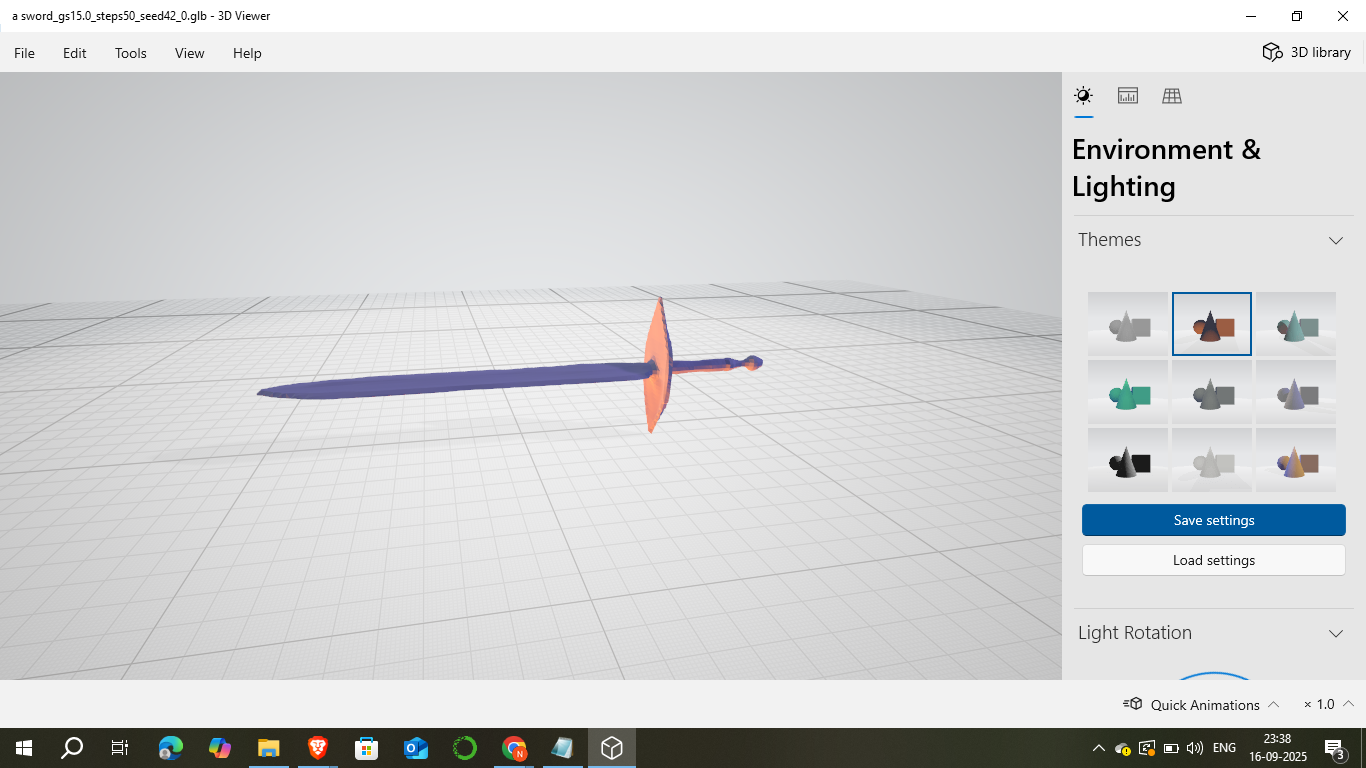 a sword_gs15.0_steps50_seed42_0.glb - 3D Viewer
File Edit Tools View Help
3D library
Environment &
Lighting
Themes
Save settings
Load settings
Light Rotation
Quick Animations
× 1.0
ENG
23:38
16-09-2025
3